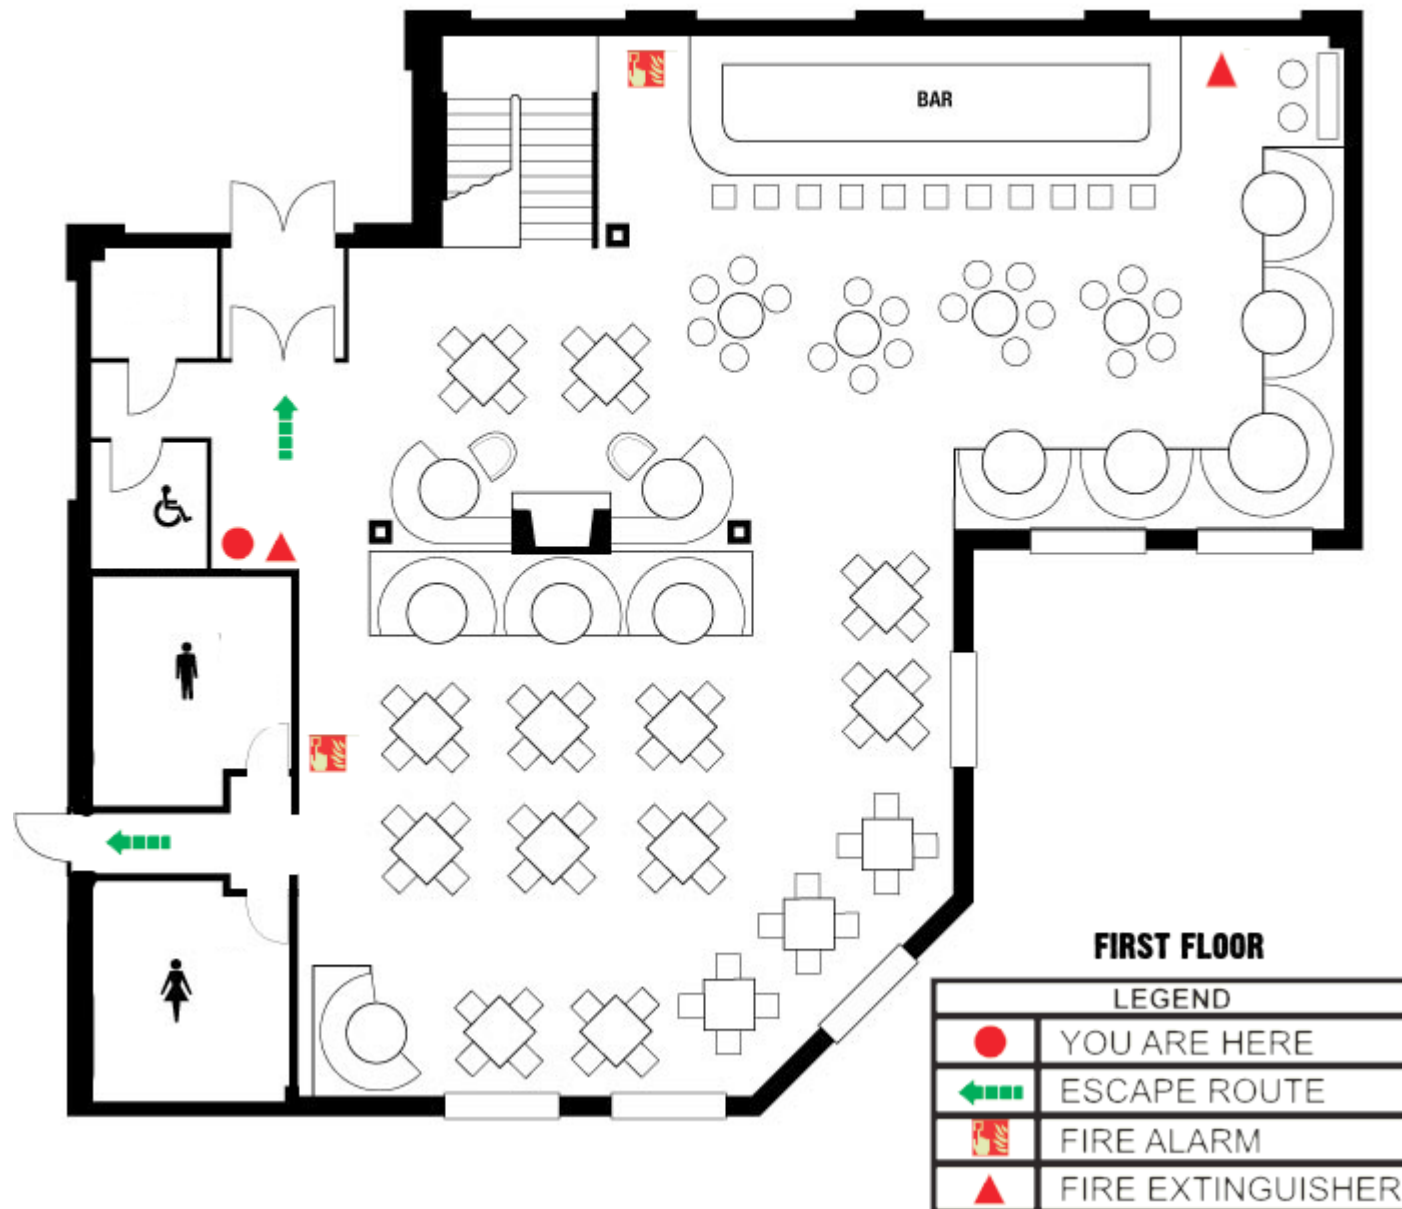 BAR
FIRST FLOOR
LEGEND
YOU ARE HERE
ESCAPE ROUTE
FIRE ALARM
FIRE EXTINGUISHER